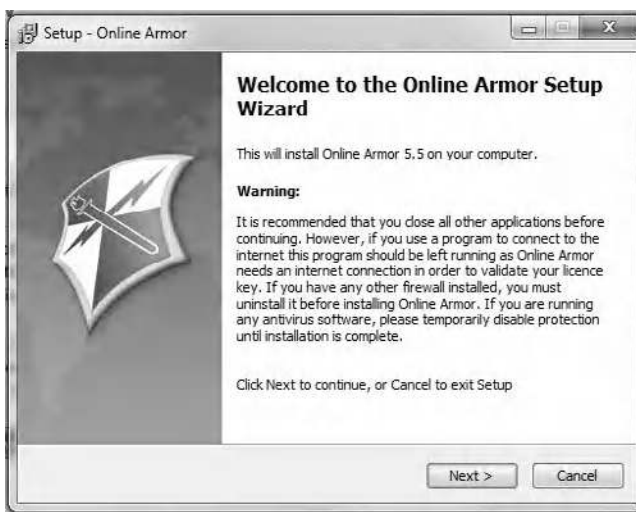 Setup - Online Armor
Welcome to the Online Armor Setup
Wizard
This will install Online Armor 5.5 on your computer.
Warning:
It is recommended that you close all other applications before
continuing. However, if you use a program to connect to the
internet this program should be left running as Online Armor
needs an internet connection in order to validate your licence
key. If you have any other firewall installed, you must
uninstall it before installing Online Armor. If you are running
any antivirus software, please temporarily disable protection
until installation is complete.
Click Next to continue, or Cancel to exit Setup
Next >
Cancel